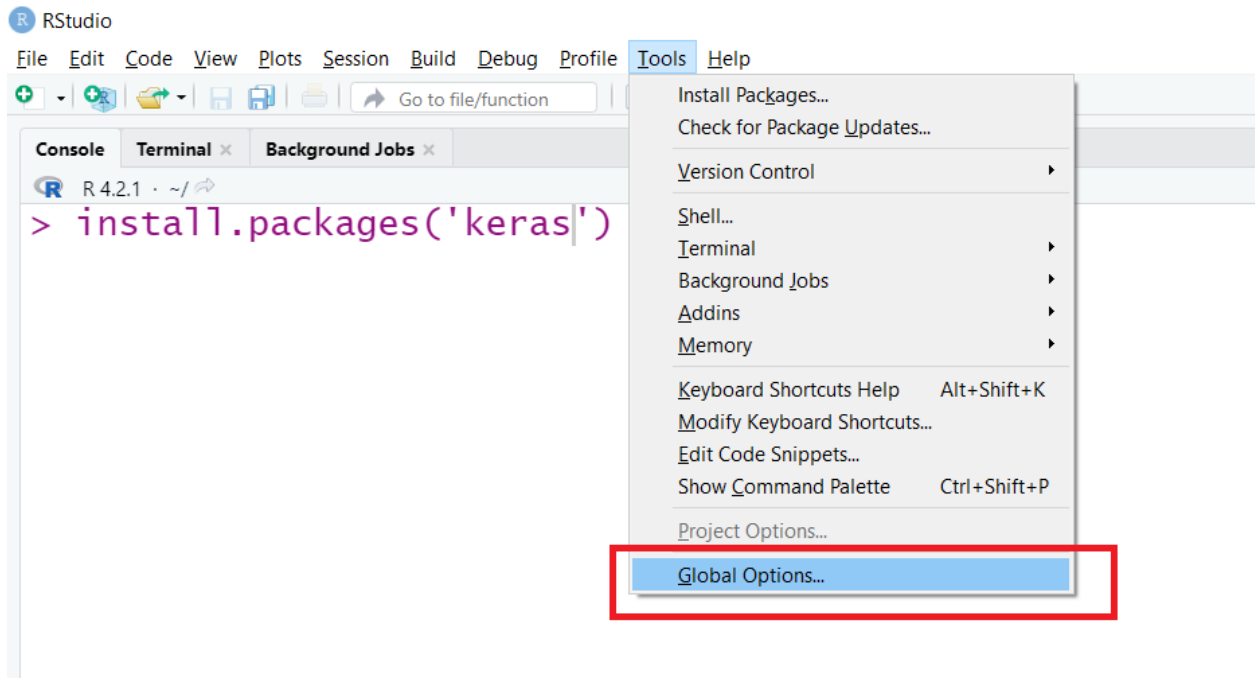 RStudio
File Edit Code View Plots Session Build Debug Profile Tools Help
Go to file/function
Console Terminal Background Jobs
R 4.2.1 · ~/
> install.packages('keras')
Install Packages...
Check for Package Updates...
Version Control
Shell...
Terminal
Background Jobs
Addins
Memory
Keyboard Shortcuts Help Alt+Shift+K
Modify Keyboard Shortcuts...
Edit Code Snippets...
Show Command Palette Ctrl+Shift+P
Project Options...
Global Options...